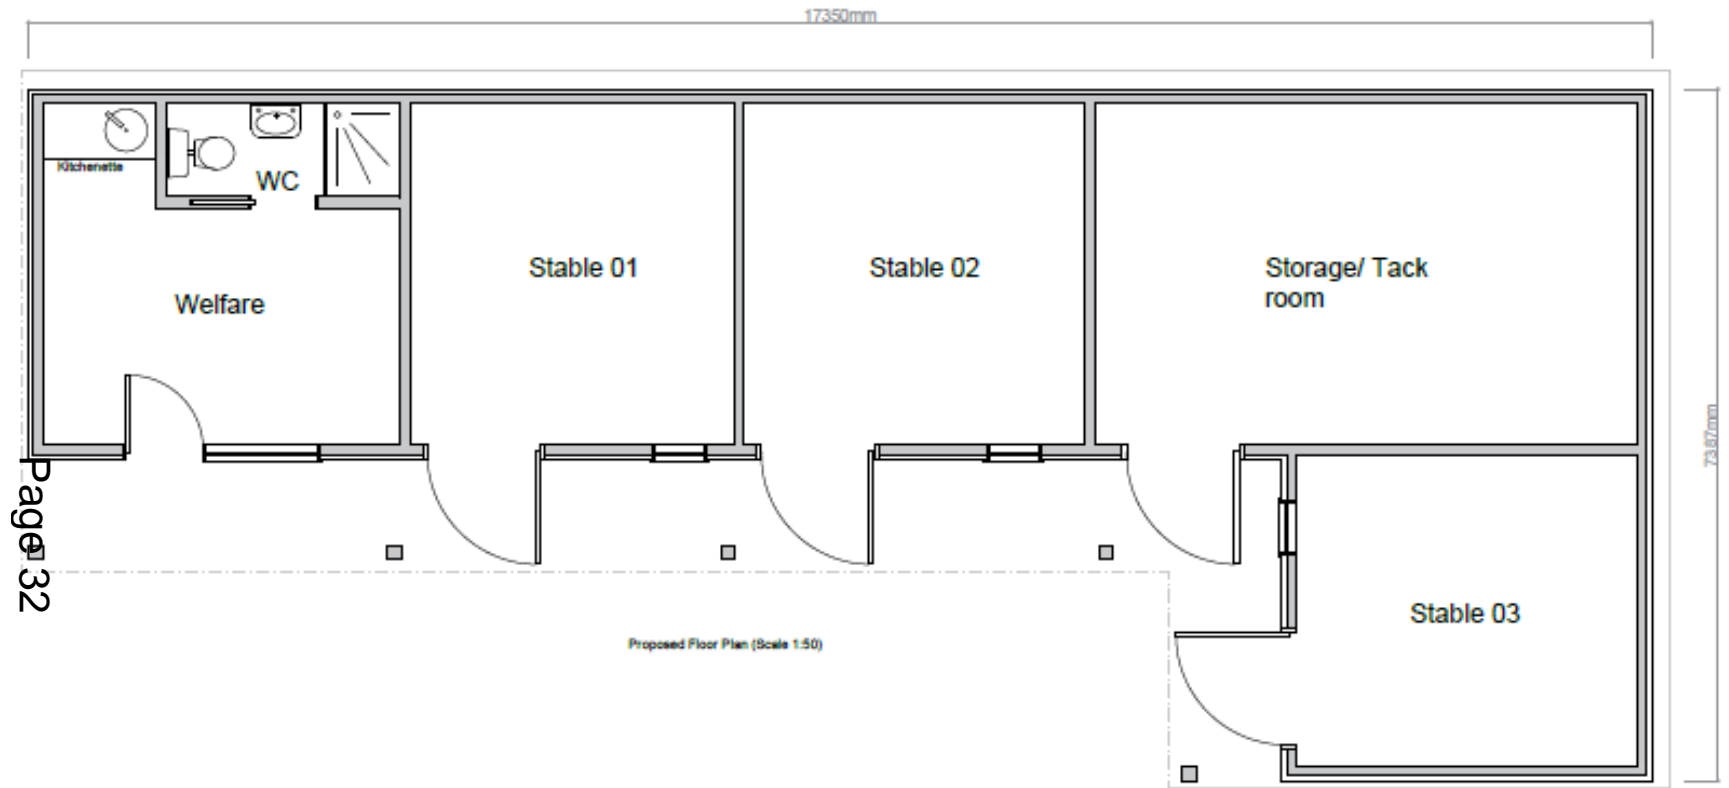 17350mm
Kitchenette
WC
Stable 01
Stable 02
Storage/ Tack
room
Welfare
7387mm
Page 32
Stable 03
Proposed Floor Plan (Scale 1:50)